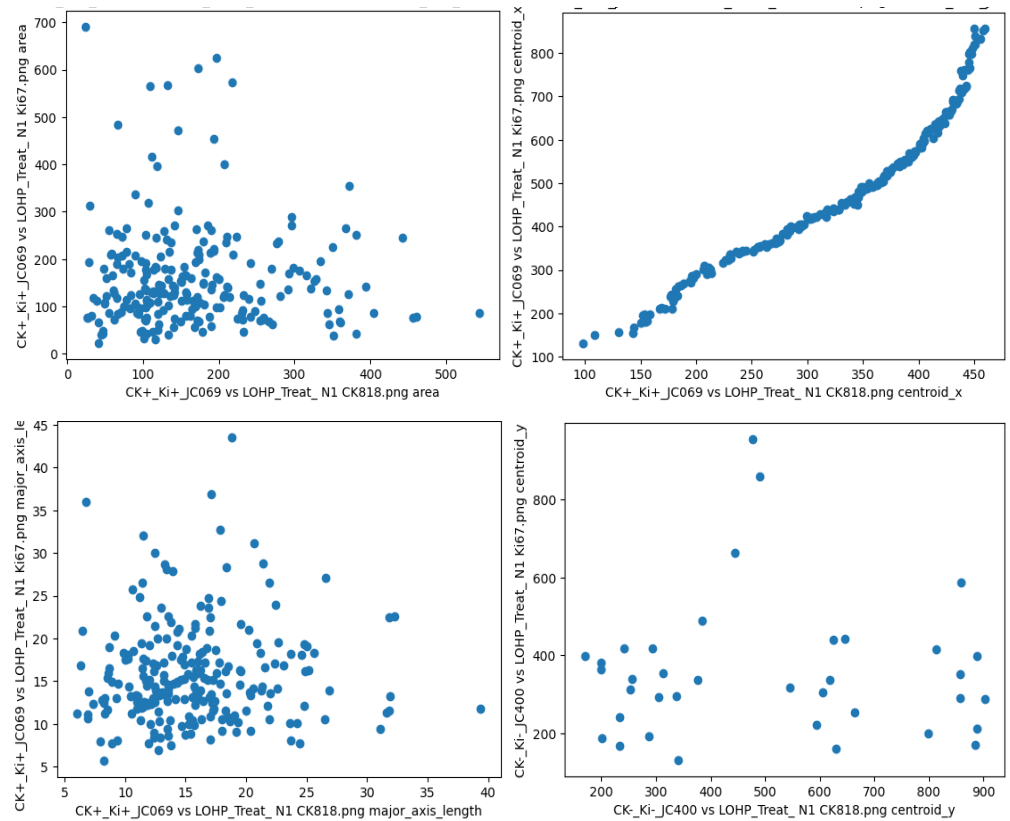 CK+_Ki+_JC069 vs LOHP_Treat_ N1 Ki67.png area
700
600
500
400
300
200
100
0
0 100 200 300 400 500
CK+_Ki+_JC069 vs LOHP_Treat_ N1 CK818.png area
CK+_Ki+_JC069 vs LOHP_Treat_ N1 Ki67.png centroid_x
800
700
600
500
400
300
200
100
100 150 200 250 300 350 400 450
CK+_Ki+_JC069 vs LOHP_Treat_ N1 CK818.png centroid_x
CK+_Ki+_JC069 vs LOHP_Treat_ N1 Ki67.png major_axis_le
45
40
35
30
25
20
15
10
5
5 10 15 20 25 30 35 40
CK+_Ki+_JC069 vs LOHP_Treat_ N1 CK818.png major_axis_length
CK-_Ki-_JC400 vs LOHP_Treat_ N1 Ki67.png centroid_y
800
600
400
200
200 300 400 500 600 700 800 900
CK-_Ki-_JC400 vs LOHP_Treat_ N1 CK818.png centroid_y